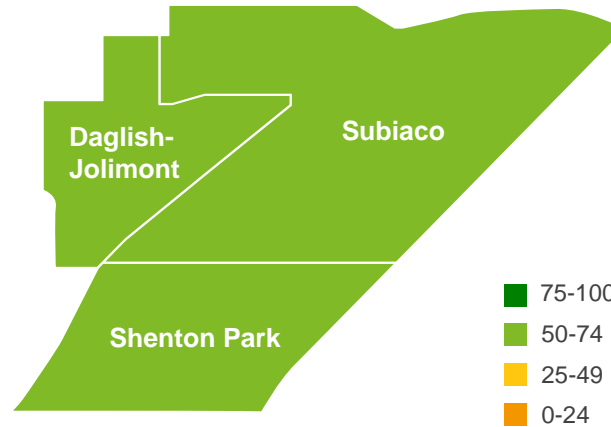 Daglish-
Jolimont
Subiaco
Shenton Park
75-100
50-74
25-49
0-24